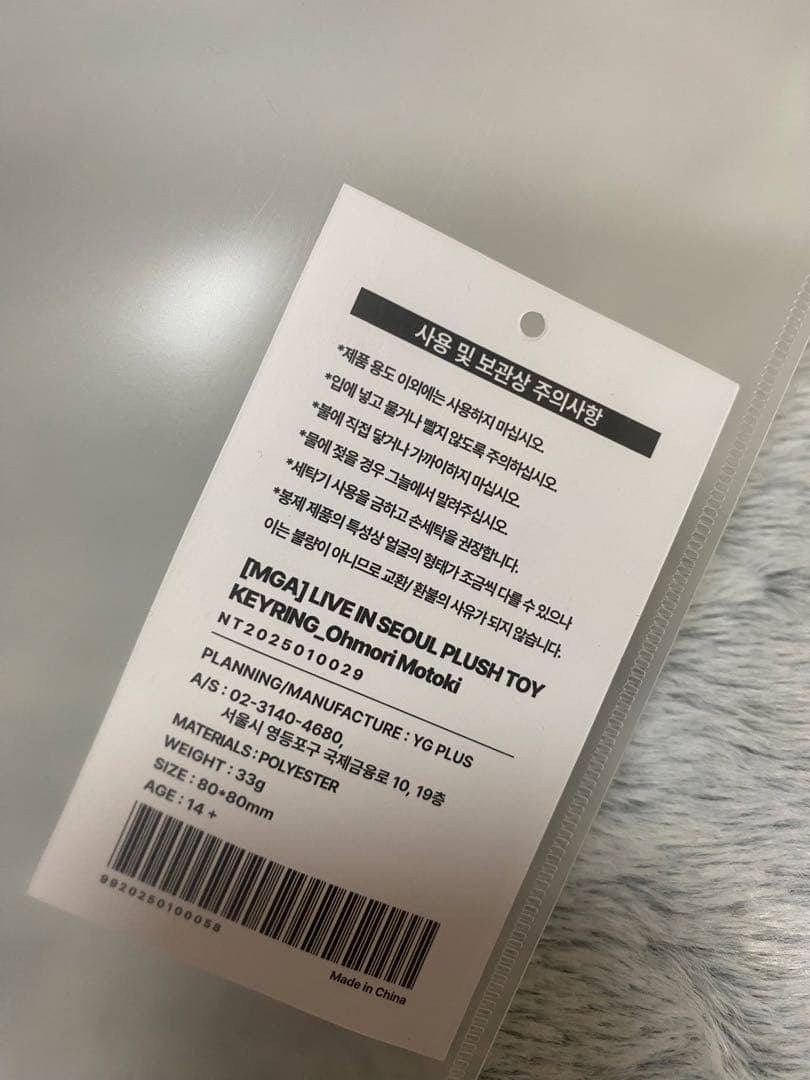 사용 및 보관상 주의사항
*제품 용도 이외에는 사용하지 마십시오.
*입에 넣고 물거나 빨지 않도록 주의하십시오.
*불에 직접 닿거나 가까이하지 마십시오.
*물에 젖을 경우 그늘에서 말려주십시오.
*세탁기 사용을 금하고 손세탁을 권장합니다.
*봉제 제품의 특성상 얼굴의 형태가 조금씩 다를 수 있으나
이는 불량이 아니므로 교환/환불의 사유가 되지 않습니다.
[MGA] LIVE IN SEOUL PLUSH TOY
KEYRING_Ohmori Motoki
NT2025010029
PLANNING/MANUFACTURE : YG PLUS
A/S : 02-3140-4680,
서울시 영등포구 국제금융로 10, 19층
MATERIALS : POLYESTER
WEIGHT : 33g
SIZE : 80*80mm
AGE : 14 +
9920250100058
Made in China